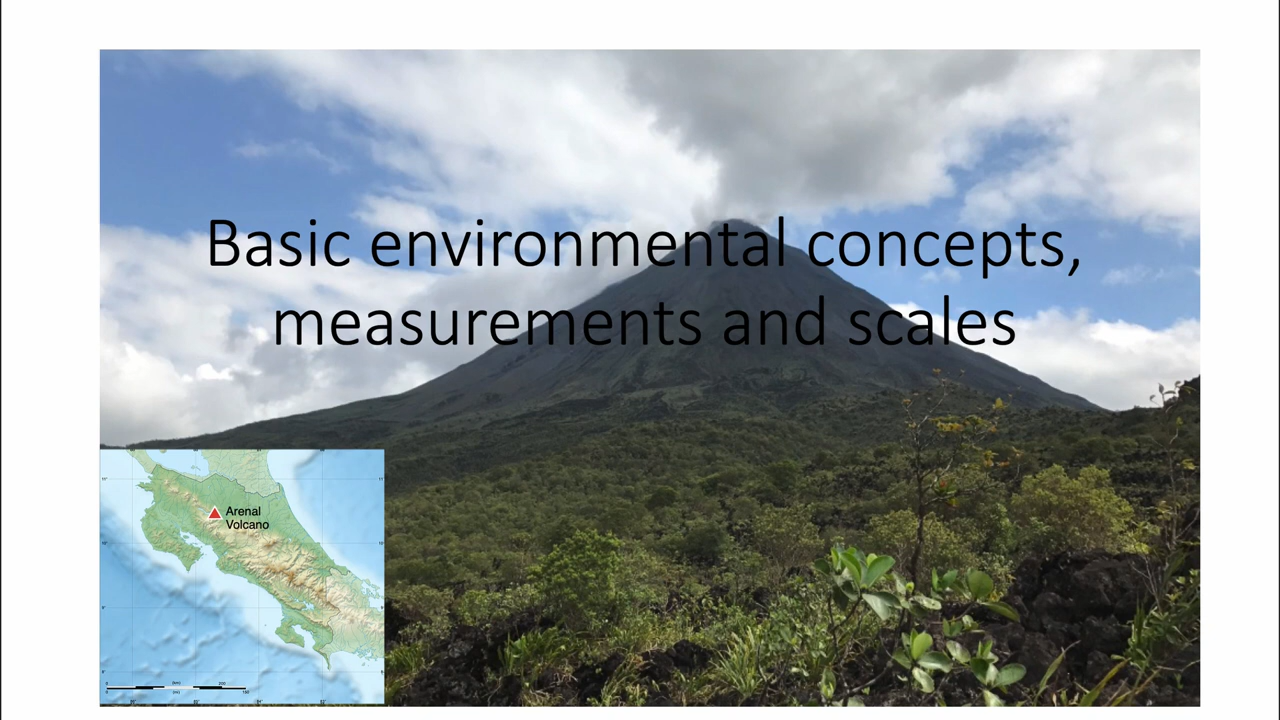 Basic environmental concepts,
measurements and scales
Arenal
Volcano